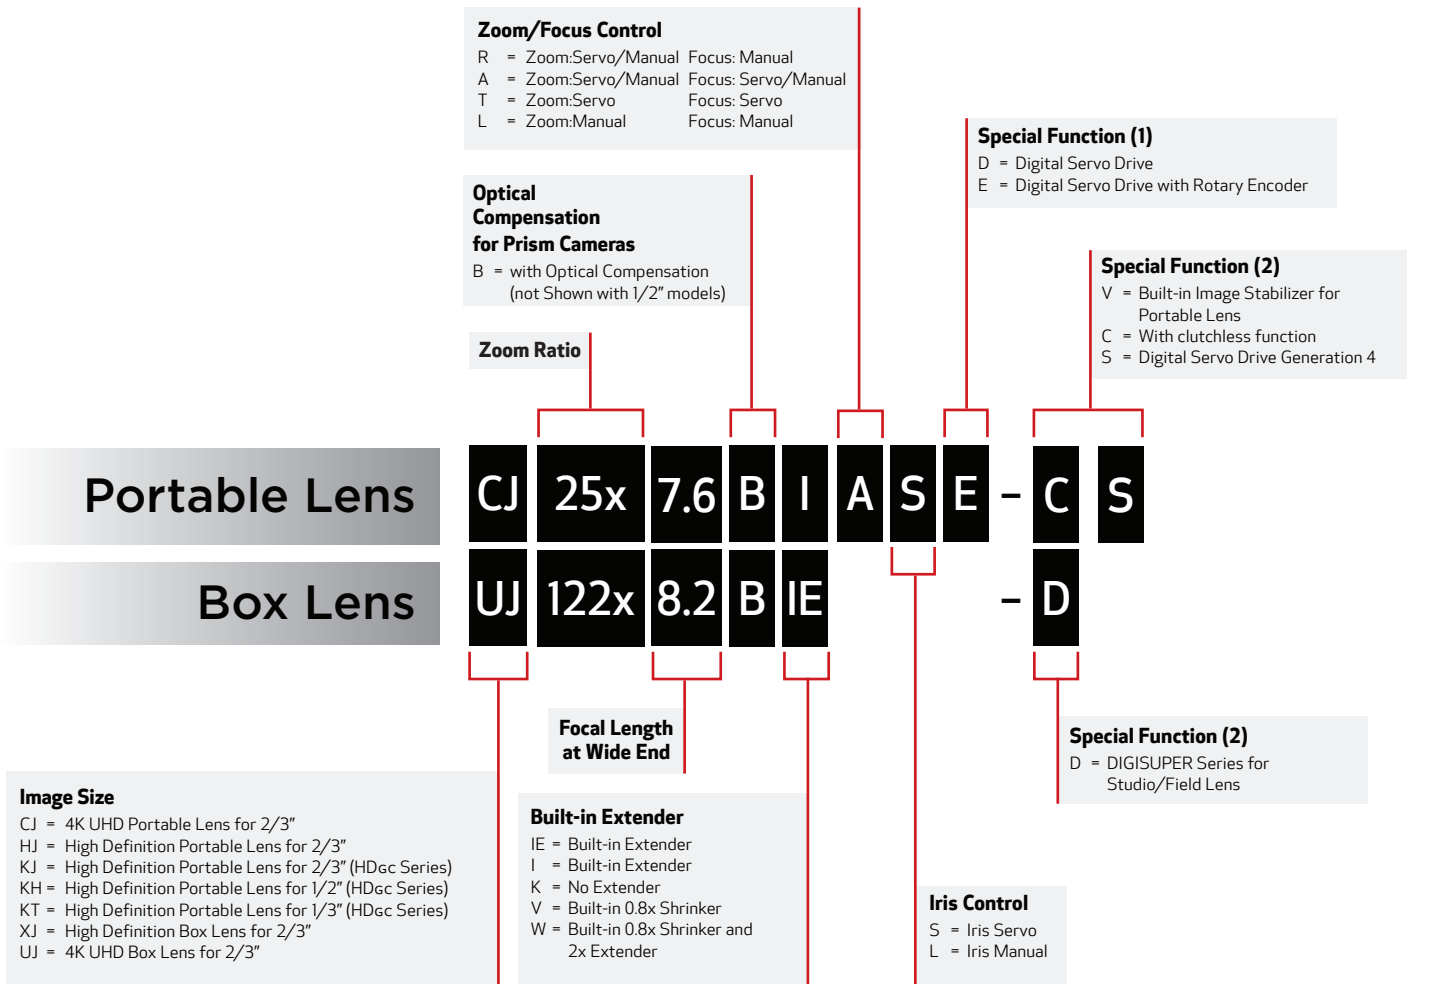 Zoom/Focus Control
R = Zoom:Servo/Manual Focus: Manual
A = Zoom:Servo/Manual Focus: Servo/Manual
T = Zoom:Servo Focus: Servo
L = Zoom:Manual Focus: Manual
Special Function (1)
D = Digital Servo Drive
E = Digital Servo Drive with Rotary Encoder
Optical
Compensation
for Prism Cameras
B = with Optical Compensation
(not Shown with 1/2" models)
Special Function (2)
V = Built-in Image Stabilizer for
Portable Lens
C = With clutchless function
S = Digital Servo Drive Generation 4
Zoom Ratio
Portable Lens CJ 25x 7.6 B I A S E – C S
Box Lens UJ 122x 8.2 B IE – D
Focal Length
at Wide End
Special Function (2)
D = DIGISUPER Series for
Studio/Field Lens
Image Size
CJ = 4K UHD Portable Lens for 2/3"
HJ = High Definition Portable Lens for 2/3"
KJ = High Definition Portable Lens for 2/3" (HDGC Series)
KH = High Definition Portable Lens for 1/2" (HDGC Series)
KT = High Definition Portable Lens for 1/3" (HDGC Series)
XJ = High Definition Box Lens for 2/3"
UJ = 4K UHD Box Lens for 2/3"
Built-in Extender
IE = Built-in Extender
I = Built-in Extender
K = No Extender
V = Built-in 0.8x Shrinker
W = Built-in 0.8x Shrinker and
2x Extender
Iris Control
S = Iris Servo
L = Iris Manual